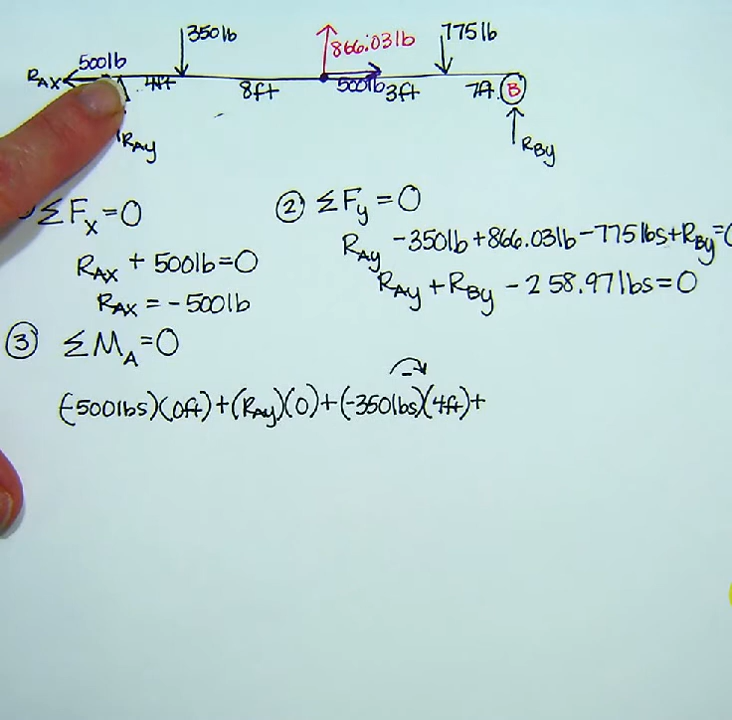 500lb 350lb 866.03lb 775lb
RAX 4ft 8ft 500lb 3ft 7ft. B
RAY RBY
ΣFx=0 ② ΣFy=0
RAX + 500lb=0 RAY -350lb+866.03lb-775lbs+RBY=0
RAX = -500lb RAY+RBY - 258.97lbs=0
③ ΣMA=0
(-500lbs)(0ft)+(RAY)(0)+(-350lbs)(4ft)+